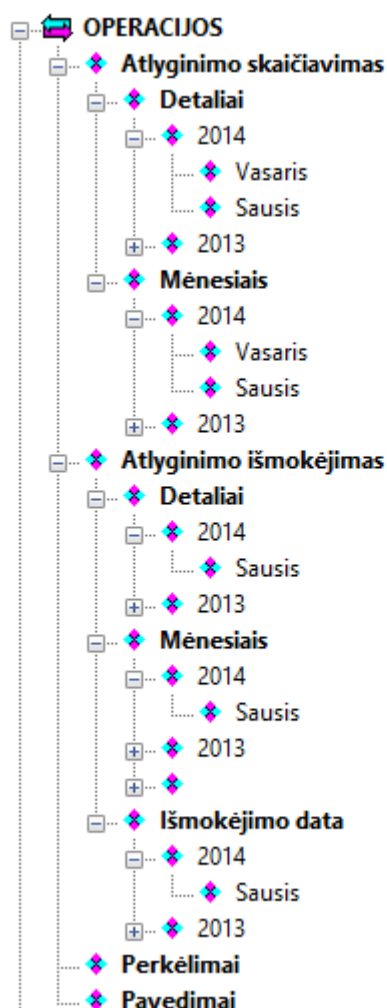 OPERACIJOS
Atlyginimo skaičiavimas
Detaliai
2014
Vasaris
Sausis
2013
Mėnesiais
2014
Vasaris
Sausis
2013
Atlyginimo išmokėjimas
Detaliai
2014
Sausis
2013
Mėnesiais
2014
Sausis
2013
Išmokėjimo data
2014
Sausis
2013
Perkėlimai
Pavedimai